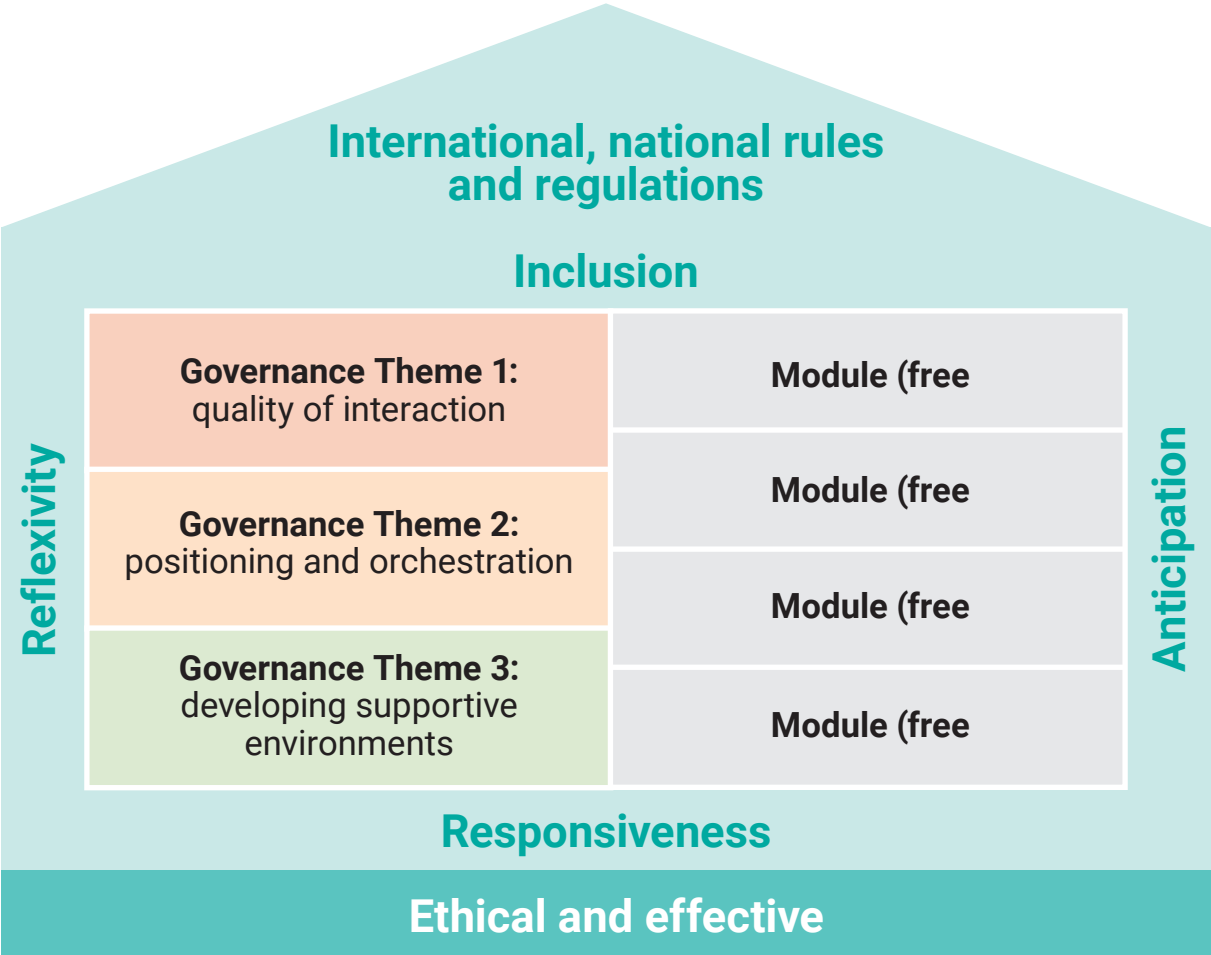 International, national rules
and regulations
Inclusion
Reflexivity
Governance Theme 1:
quality of interaction
Governance Theme 2:
positioning and orchestration
Governance Theme 3:
developing supportive
environments
Module (free
Module (free
Module (free
Module (free
Anticipation
Responsiveness
Ethical and effective